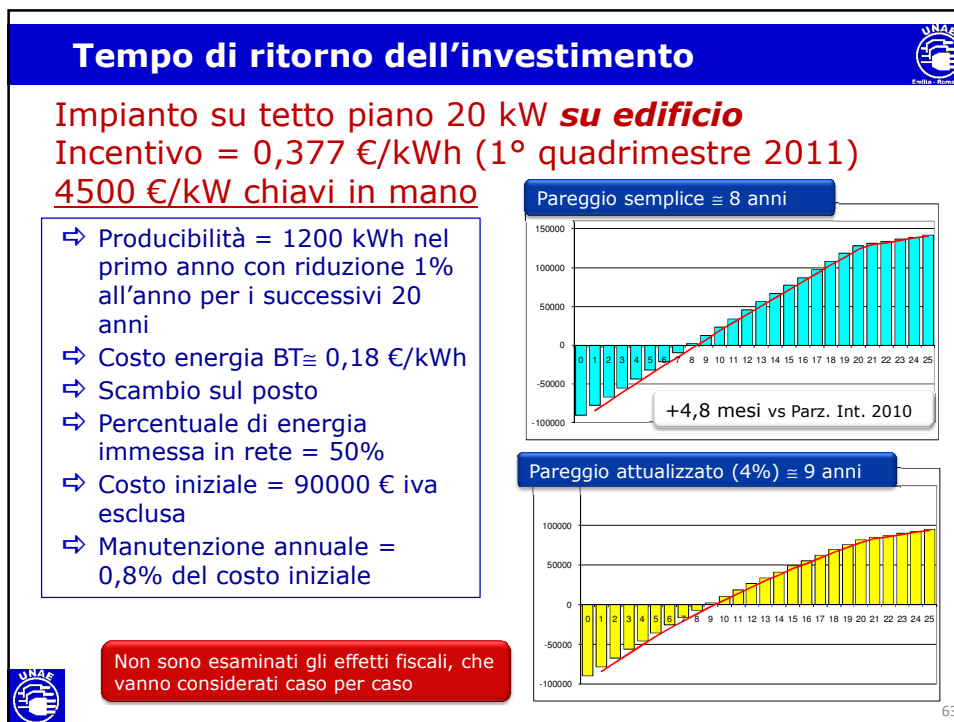 Tempo di ritorno dell'investimento
UNAE
Emilia - Roma
Impianto su tetto piano 20 kW su edificio
Incentivo = 0,377 €/kWh (1° quadrimestre 2011)
4500 €/kW chiavi in mano
⇨ Producibilità = 1200 kWh nel
primo anno con riduzione 1%
all'anno per i successivi 20
anni
⇨ Costo energia BT≅ 0,18 €/kWh
⇨ Scambio sul posto
⇨ Percentuale di energia
immessa in rete = 50%
⇨ Costo iniziale = 90000 € iva
esclusa
⇨ Manutenzione annuale =
0,8% del costo iniziale
Pareggio semplice ≅ 8 anni
150000
100000
50000
0
0 1 2 3 4 5 6 7 8 9 10 11 12 13 14 15 16 17 18 19 20 21 22 23 24 25
-50000
-100000
+4,8 mesi vs Parz. Int. 2010
Pareggio attualizzato (4%) ≅ 9 anni
100000
50000
0
0 1 2 3 4 5 6 7 8 9 10 11 12 13 14 15 16 17 18 19 20 21 22 23 24 25
-50000
-100000
Non sono esaminati gli effetti fiscali, che
vanno considerati caso per caso
UNAE
63